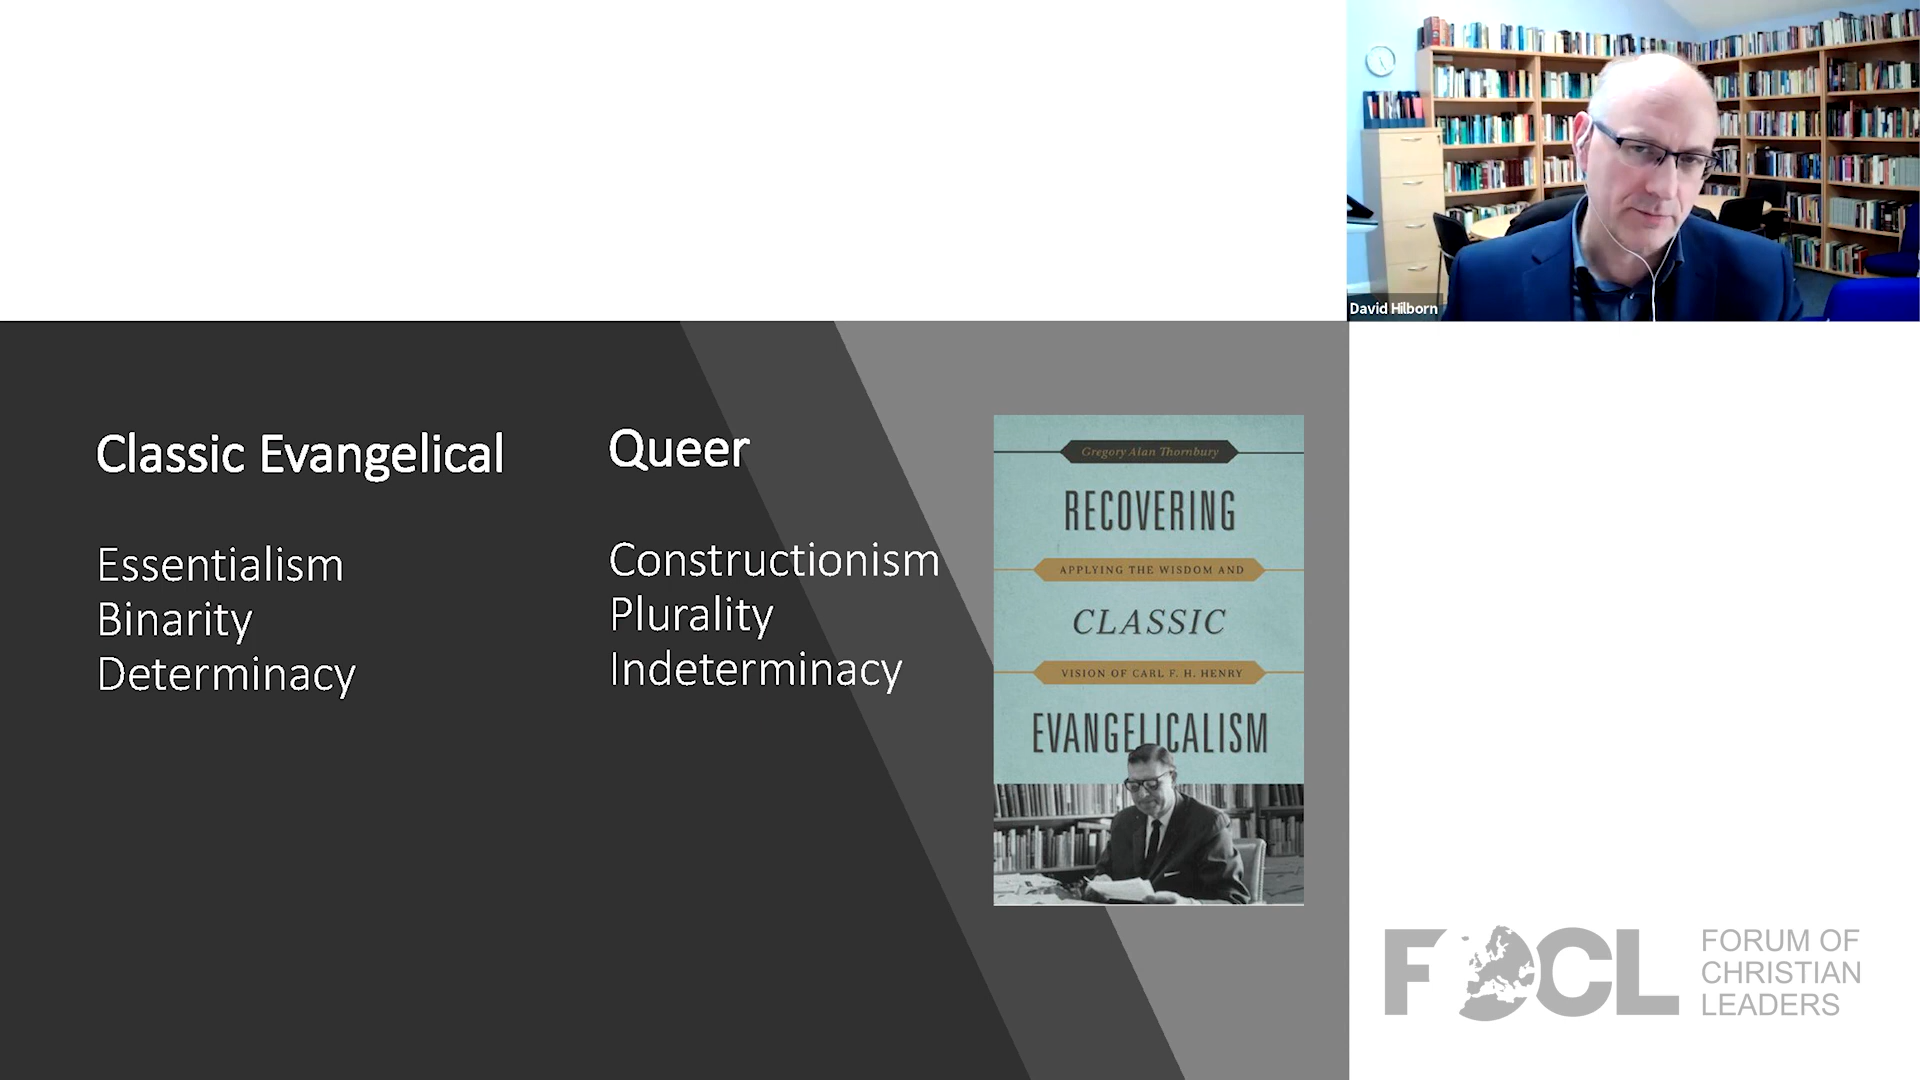 David Hilborn
Classic Evangelical
Essentialism
Binarity
Determinacy
Queer
Constructionism
Plurality
Indeterminacy
Gregory Alan Thornbury
RECOVERING
APPLYING THE WISDOM AND
CLASSIC
VISION OF CARL F. H. HENRY
EVANGELICALISM
FOCL
FORUM OF
CHRISTIAN
LEADERS